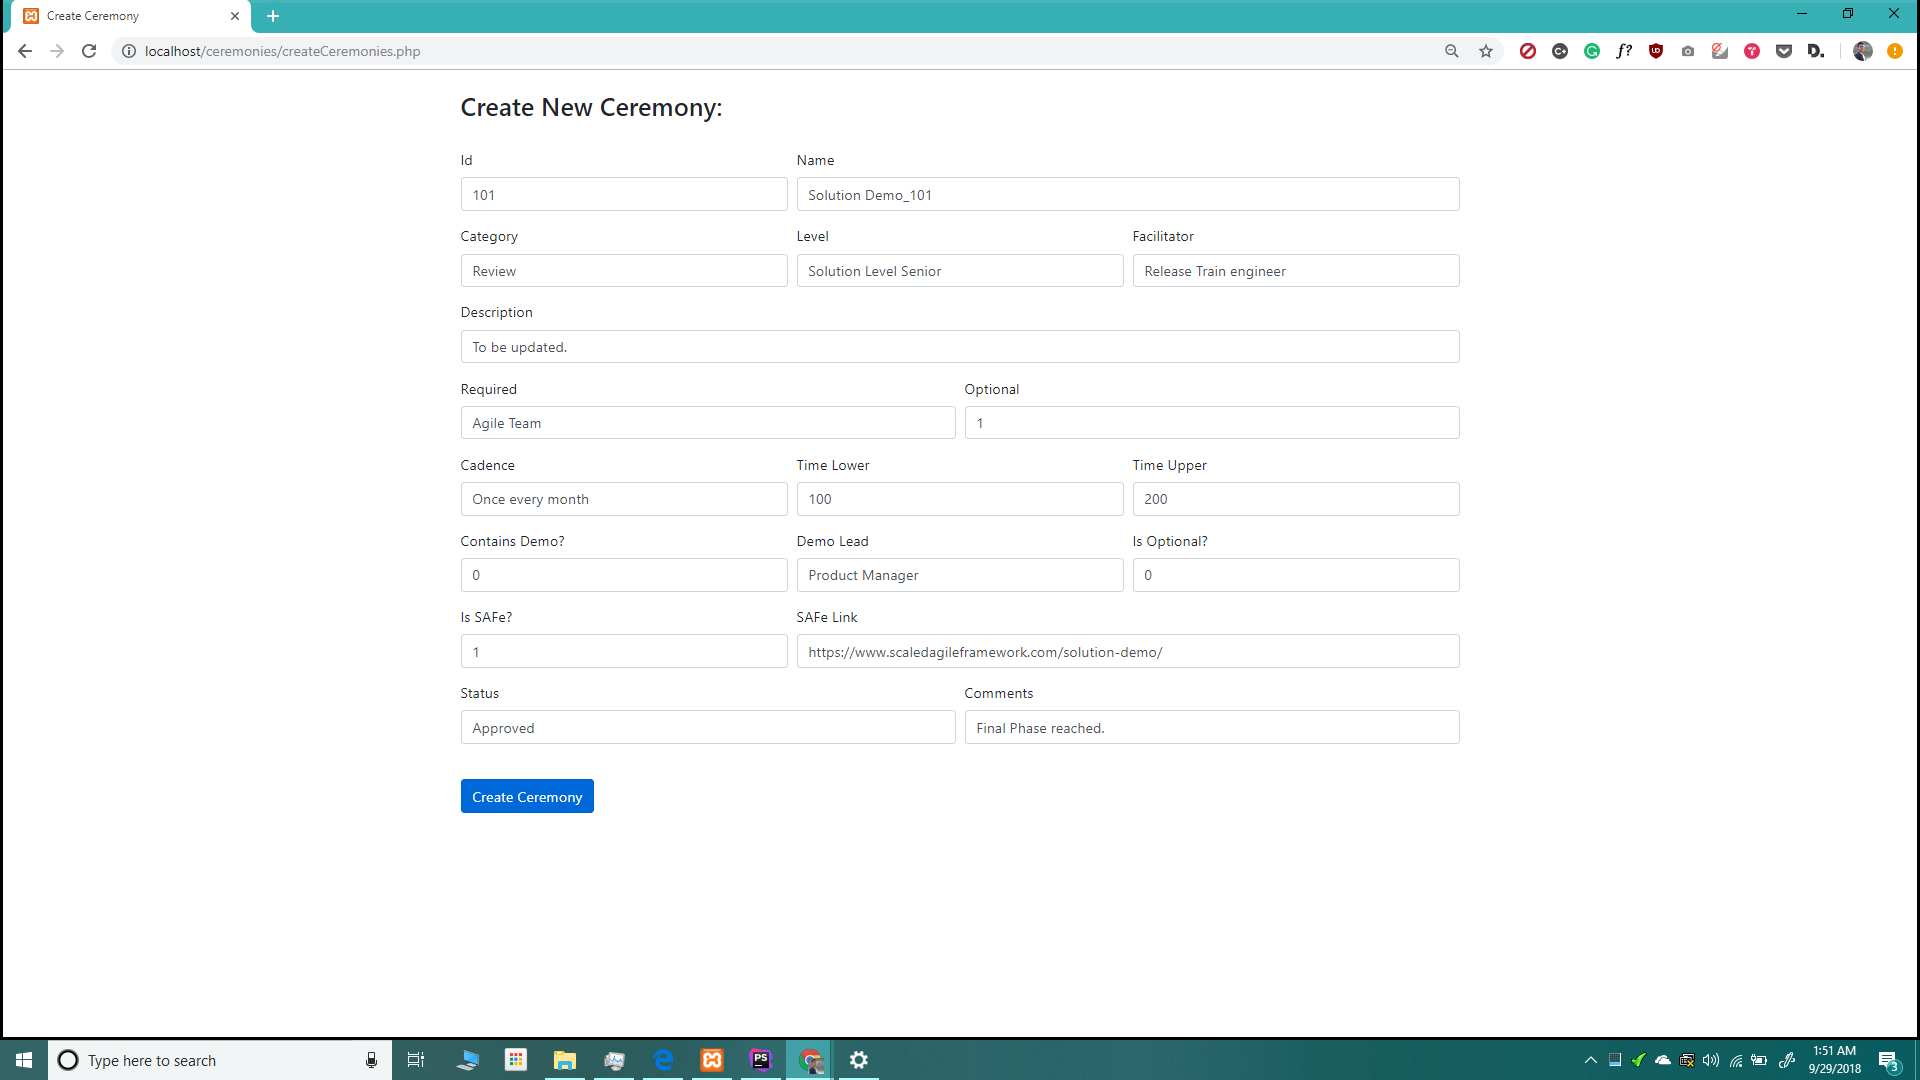 Create Ceremony
localhost/ceremonies/createCeremonies.php
Create New Ceremony:
Id Name
101 Solution Demo_101
Category Level Facilitator
Review Solution Level Senior Release Train engineer
Description
To be updated.
Required Optional
Agile Team 1
Cadence Time Lower Time Upper
Once every month 100 200
Contains Demo? Demo Lead Is Optional?
0 Product Manager 0
Is SAFe? SAFe Link
1 https://www.scaledagileframework.com/solution-demo/
Status Comments
Approved Final Phase reached.
Create Ceremony
Type here to search
PS
1:51 AM
9/29/2018
3